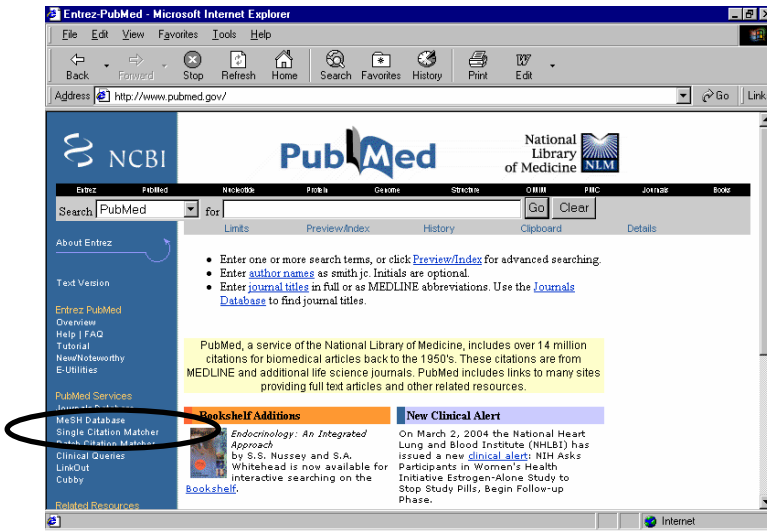 Entrez-PubMed - Microsoft Internet Explorer
File Edit View Favorites Tools Help
Back Forward Stop Refresh Home Search Favorites History Print Edit
Address http://www.pubmed.gov/ Go Link
NCBI
PubMed
National
Library
of Medicine NLM
Entrez PubMed Nucleotide Protein Genome Structure OMIM PMC Journals Books
Search PubMed for Go Clear
Limits Preview/Index History Clipboard Details
About Entrez
Text Version
Entrez PubMed
Overview
Help | FAQ
Tutorial
New/Noteworthy
E-Utilities
PubMed Services
Journals Database
MeSH Database
Single Citation Matcher
Batch Citation Matcher
Clinical Queries
LinkOut
Cubby
Related Resources
• Enter one or more search terms, or click Preview/Index for advanced searching.
• Enter author names as smith jc. Initials are optional.
• Enter journal titles in full or as MEDLINE abbreviations. Use the Journals
Database to find journal titles.
PubMed, a service of the National Library of Medicine, includes over 14 million
citations for biomedical articles back to the 1950's. These citations are from
MEDLINE and additional life science journals. PubMed includes links to many sites
providing full text articles and other related resources.
Bookshelf Additions
Endocrinology: An Integrated
Approach
by S.S. Nussey and S.A.
Whitehead is now available for
interactive searching on the
Bookshelf.
New Clinical Alert
On March 2, 2004 the National Heart
Lung and Blood Institute (NHLBI) has
issued a new clinical alert: NIH Asks
Participants in Women's Health
Initiative Estrogen-Alone Study to
Stop Study Pills, Begin Follow-up
Phase.
Internet